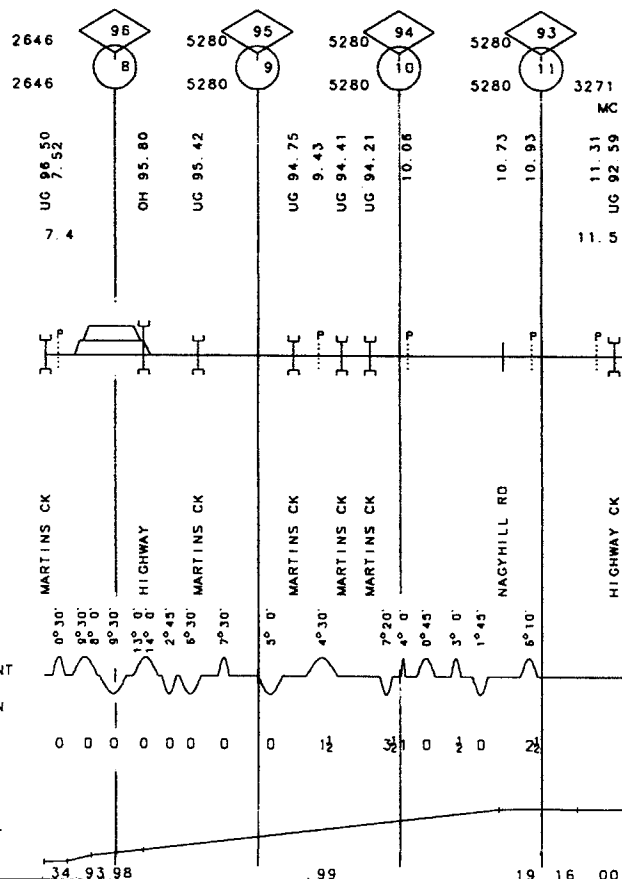 2646 96 5280 95 5280 94 5280 93
2646 8 5280 9 5280 10 5280 11 3271
MC
UG 96.50
7.52
OH 95.80
UG 95.42
UG 94.75
9.43
UG 94.41
UG 94.21
10.06
10.73
10.93
11.31
UG 92.59
7.4
11.5
P P P P P
MARTINS CK
HIGHWAY
MARTINS CK
MARTINS CK
MARTINS CK
MARTINS CK
NAGYHILL RD
HIGHWAY CK
0°30'
9°30'
8° 0'
9°30'
13° 0'
14° 0'
2°45'
6°30'
7°30'
5° 0'
4°30'
7°20'
4° 0'
0°45'
3° 0'
1°45'
6°10'
NT
N
0 0 0 0 0 0 0 0 1½ 3½ 1 0 ½ 0 2½
.34 .93 .98 .99 .19 .16 .00